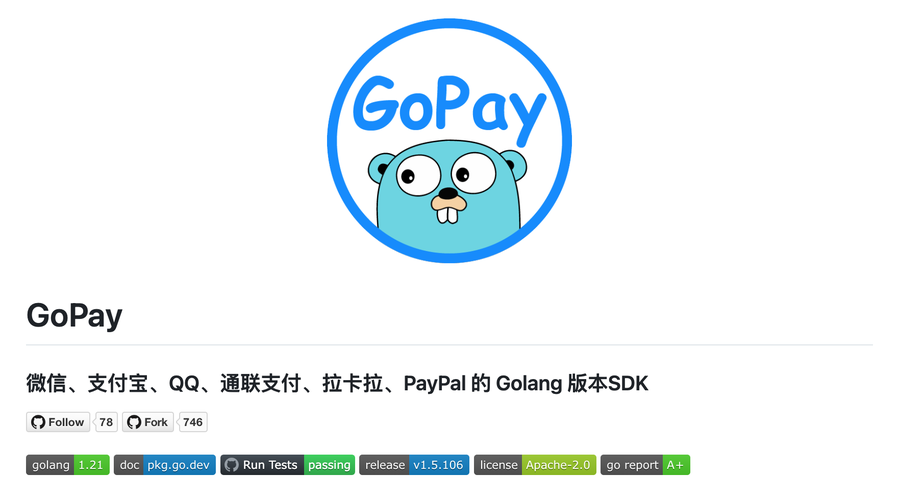 GoPay
GoPay
微信、支付宝、QQ、通联支付、拉卡拉、PayPal 的 Golang 版本SDK
Follow 78 Fork 746
golang 1.21 doc pkg.go.dev Run Tests passing release v1.5.106 license Apache-2.0 go report A+